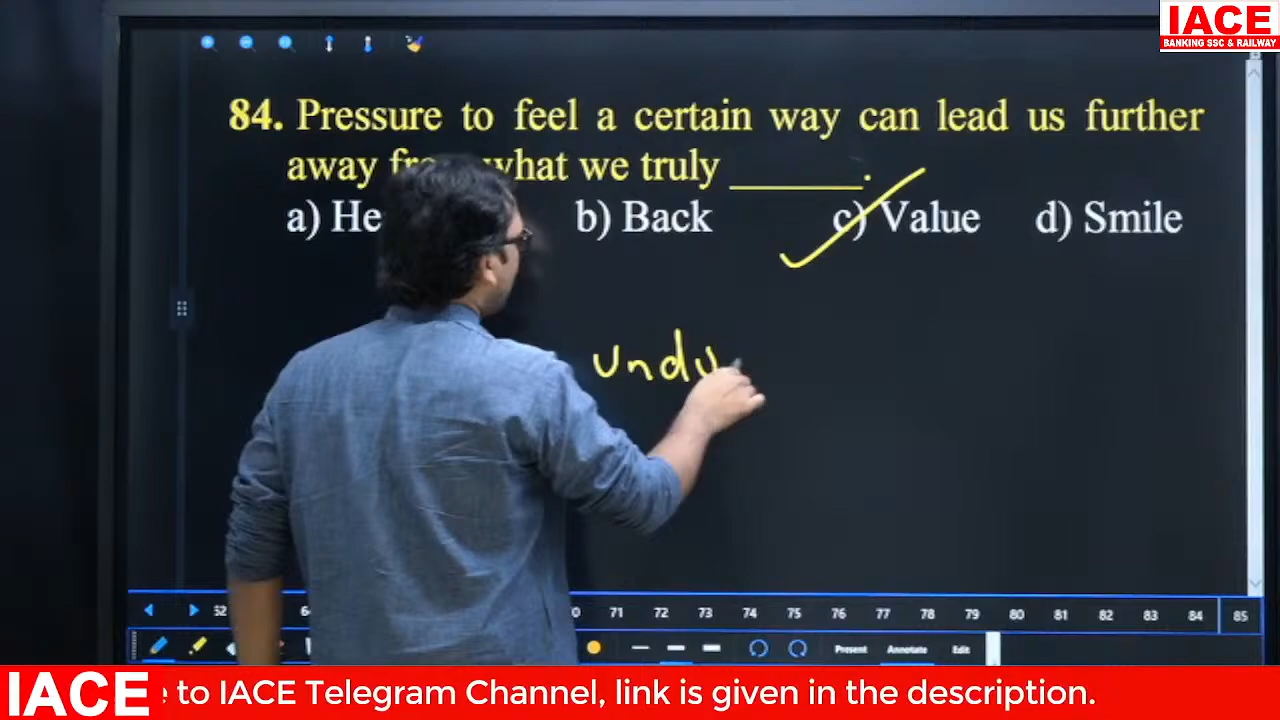 IACE
BANKING SSC & RAILWAY
84. Pressure to feel a certain way can lead us further
away what we truly ______.
a) He b) Back c) Value d) Smile
undu
52 71 72 73 74 75 76 77 78 79 80 81 82 83 84 85
Present Annotate Edit
IACE e to IACE Telegram Channel, link is given in the description.